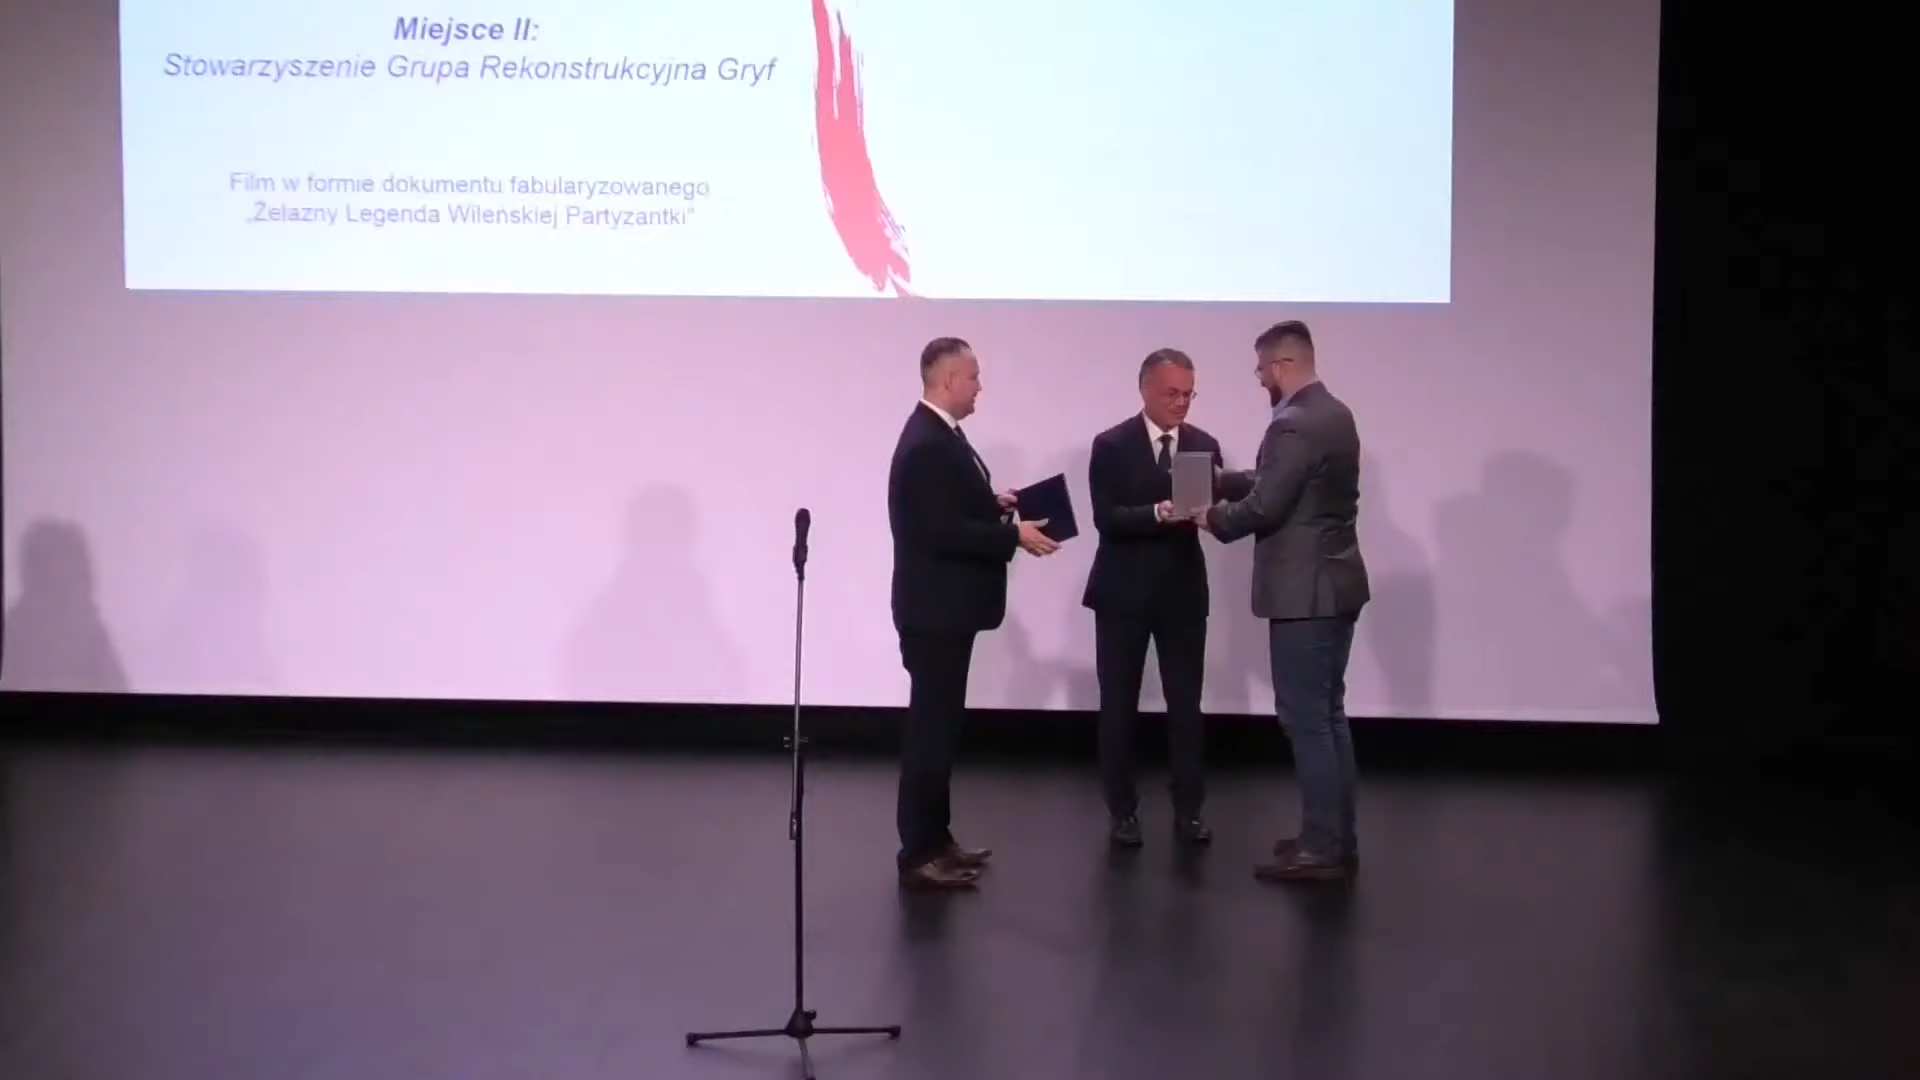 Miejsce II:
Stowarzyszenie Grupa Rekonstrukcyjna Gryf
Film w formie dokumentu fabularyzowanego
„Żelazny Legenda Wileńskiej Partyzantki”